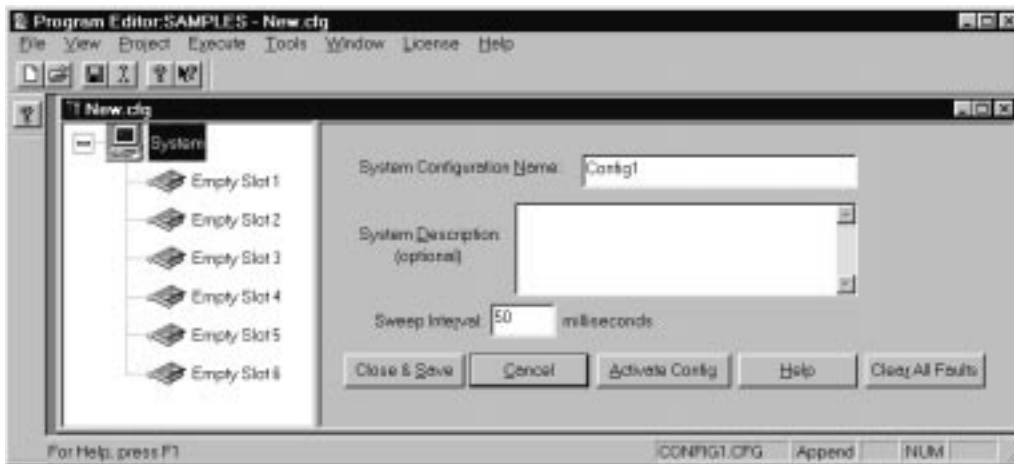 Program Editor:SAMPLES - New.cfg
File View Project Execute Tools Window License Help
New.cfg
System
Empty Slot 1
Empty Slot 2
Empty Slot 3
Empty Slot 4
Empty Slot 5
Empty Slot 6
System Configuration Name: Config1
System Description:
(optional)
Sweep Interval: 50 milliseconds
Close & Save Cancel Activate Config Help Clear All Faults
For Help, press F1 CONFIG1.CFG Append NUM